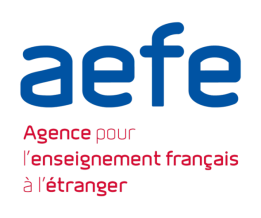 aefe
Agence pour
l'enseignement français
à l'étranger